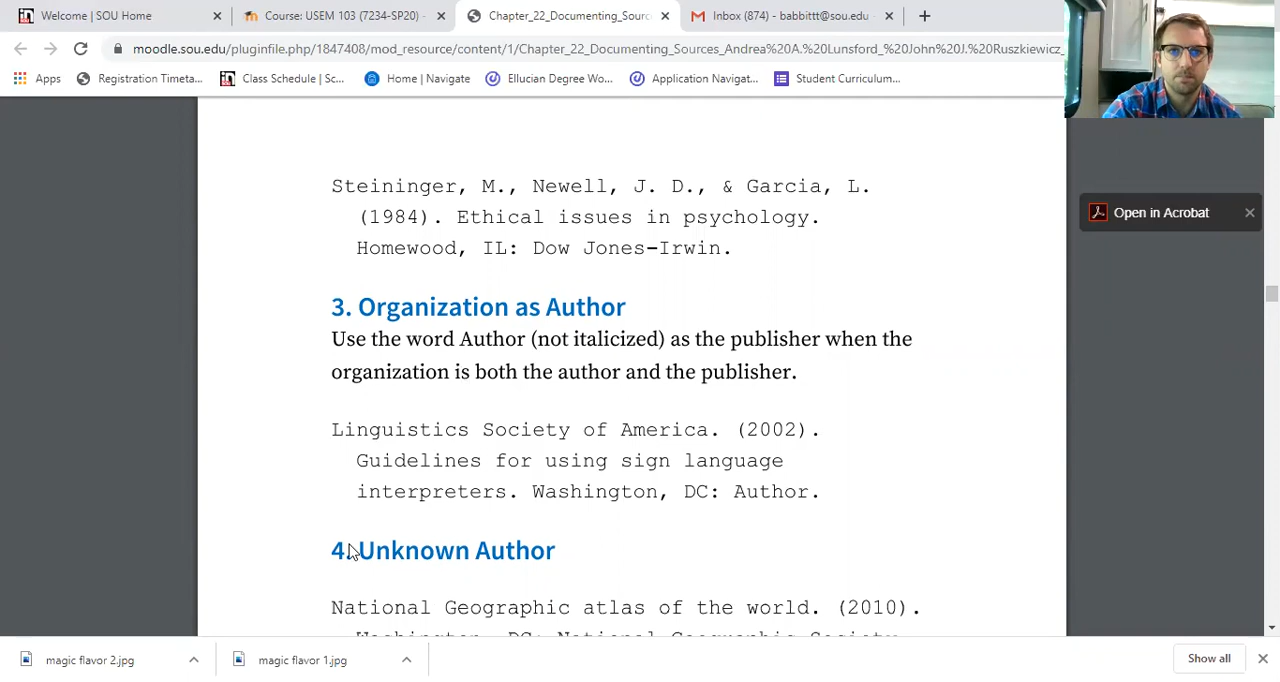 Welcome | SOU Home
Course: USEM 103 (7234-SP20)
Chapter_22_Documenting_Sourc
Inbox (874) - babbittt@sou.edu
moodle.sou.edu/pluginfile.php/1847408/mod_resource/content/1/Chapter_22_Documenting_Sources_Andrea%20A.%20Lunsford_%20John%20J.%20Ruszkiewicz_
Apps
Registration Timeta...
Class Schedule | Sc...
Home | Navigate
Ellucian Degree Wo...
Application Navigat...
Student Curriculum...
Steininger, M., Newell, J. D., & Garcia, L.
(1984). Ethical issues in psychology.
Homewood, IL: Dow Jones-Irwin.
Open in Acrobat
3. Organization as Author
Use the word Author (not italicized) as the publisher when the
organization is both the author and the publisher.
Linguistics Society of America. (2002).
Guidelines for using sign language
interpreters. Washington, DC: Author.
4. Unknown Author
National Geographic atlas of the world. (2010).
Washington, DC: National Geographic Society.
magic flavor 2.jpg
magic flavor 1.jpg
Show all